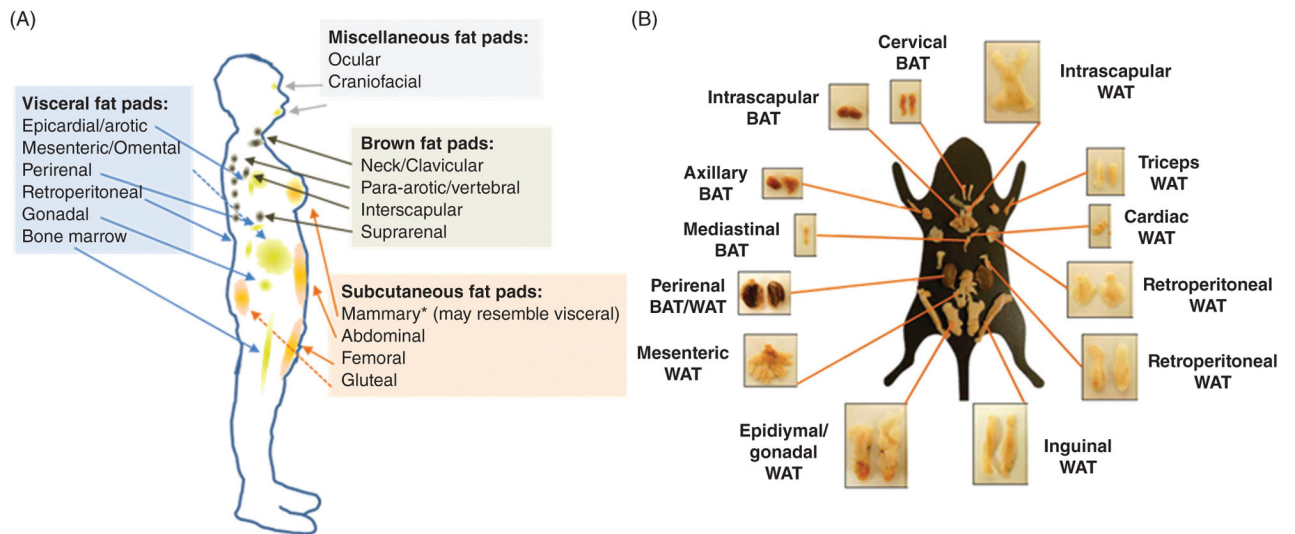 (A)
Miscellaneous fat pads:
Ocular
Craniofacial
Visceral fat pads:
Epicardial/arotic
Mesenteric/Omental
Perirenal
Retroperitoneal
Gonadal
Bone marrow
Brown fat pads:
Neck/Clavicular
Para-arotic/vertebral
Interscapular
Suprarenal
Subcutaneous fat pads:
Mammary* (may resemble visceral)
Abdominal
Femoral
Gluteal
(B)
Cervical
BAT
Intrascapular
WAT
Intrascapular
BAT
Triceps
WAT
Axillary
BAT
Cardiac
WAT
Mediastinal
BAT
Retroperitoneal
WAT
Perirenal
BAT/WAT
Mesenteric
WAT
Retroperitoneal
WAT
Epidiymal/
gonadal
WAT
Inguinal
WAT